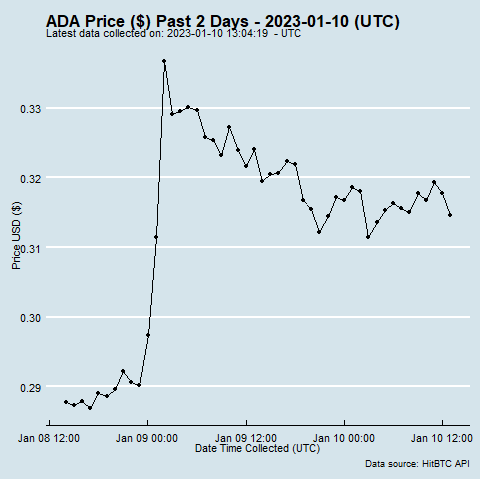 ADA Price ($) Past 2 Days - 2023-01-10 (UTC)
Latest data collected on: 2023-01-10 13:04:19 - UTC
Price USD ($)
0.33
0.32
0.31
0.30
0.29
Jan 08 12:00 Jan 09 00:00 Jan 09 12:00 Jan 10 00:00 Jan 10 12:00
Date Time Collected (UTC)
Data source: HitBTC API